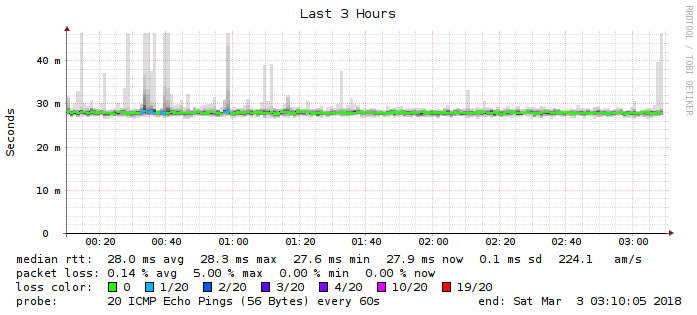 Last 3 Hours
RRDTOOL / TOBI OETIKER
Seconds
40 m
30 m
20 m
10 m
0
00:20 00:40 01:00 01:20 01:40 02:00 02:20 02:40 03:00
median rtt: 28.0 ms avg 28.3 ms max 27.6 ms min 27.9 ms now 0.1 ms sd 224.1 am/s
packet loss: 0.14 % avg 5.00 % max 0.00 % min 0.00 % now
loss color: 0 1/20 2/20 3/20 4/20 10/20 19/20
probe: 20 ICMP Echo Pings (56 Bytes) every 60s end: Sat Mar 3 03:10:05 2018